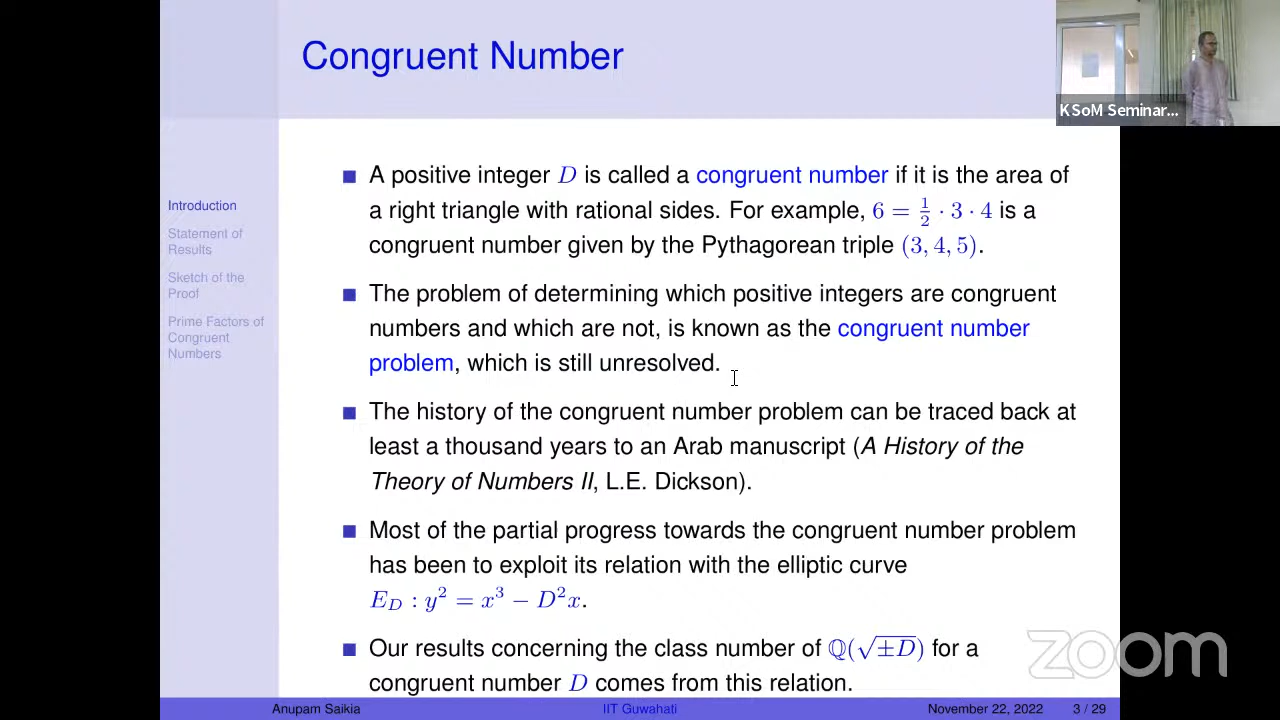 Congruent Number
KSoM Seminar...
Introduction
Statement of
Results
Sketch of the
Proof
Prime Factors of
Congruent
Numbers
■ A positive integer D is called a congruent number if it is the area of
a right triangle with rational sides. For example, 6 = 1/2 · 3 · 4 is a
congruent number given by the Pythagorean triple (3, 4, 5).
■ The problem of determining which positive integers are congruent
numbers and which are not, is known as the congruent number
problem, which is still unresolved.
■ The history of the congruent number problem can be traced back at
least a thousand years to an Arab manuscript (A History of the
Theory of Numbers II, L.E. Dickson).
■ Most of the partial progress towards the congruent number problem
has been to exploit its relation with the elliptic curve
E_D : y² = x³ − D²x.
■ Our results concerning the class number of ℚ(√±D) for a
congruent number D comes from this relation.
zoom
Anupam Saikia IIT Guwahati November 22, 2022 3 / 29